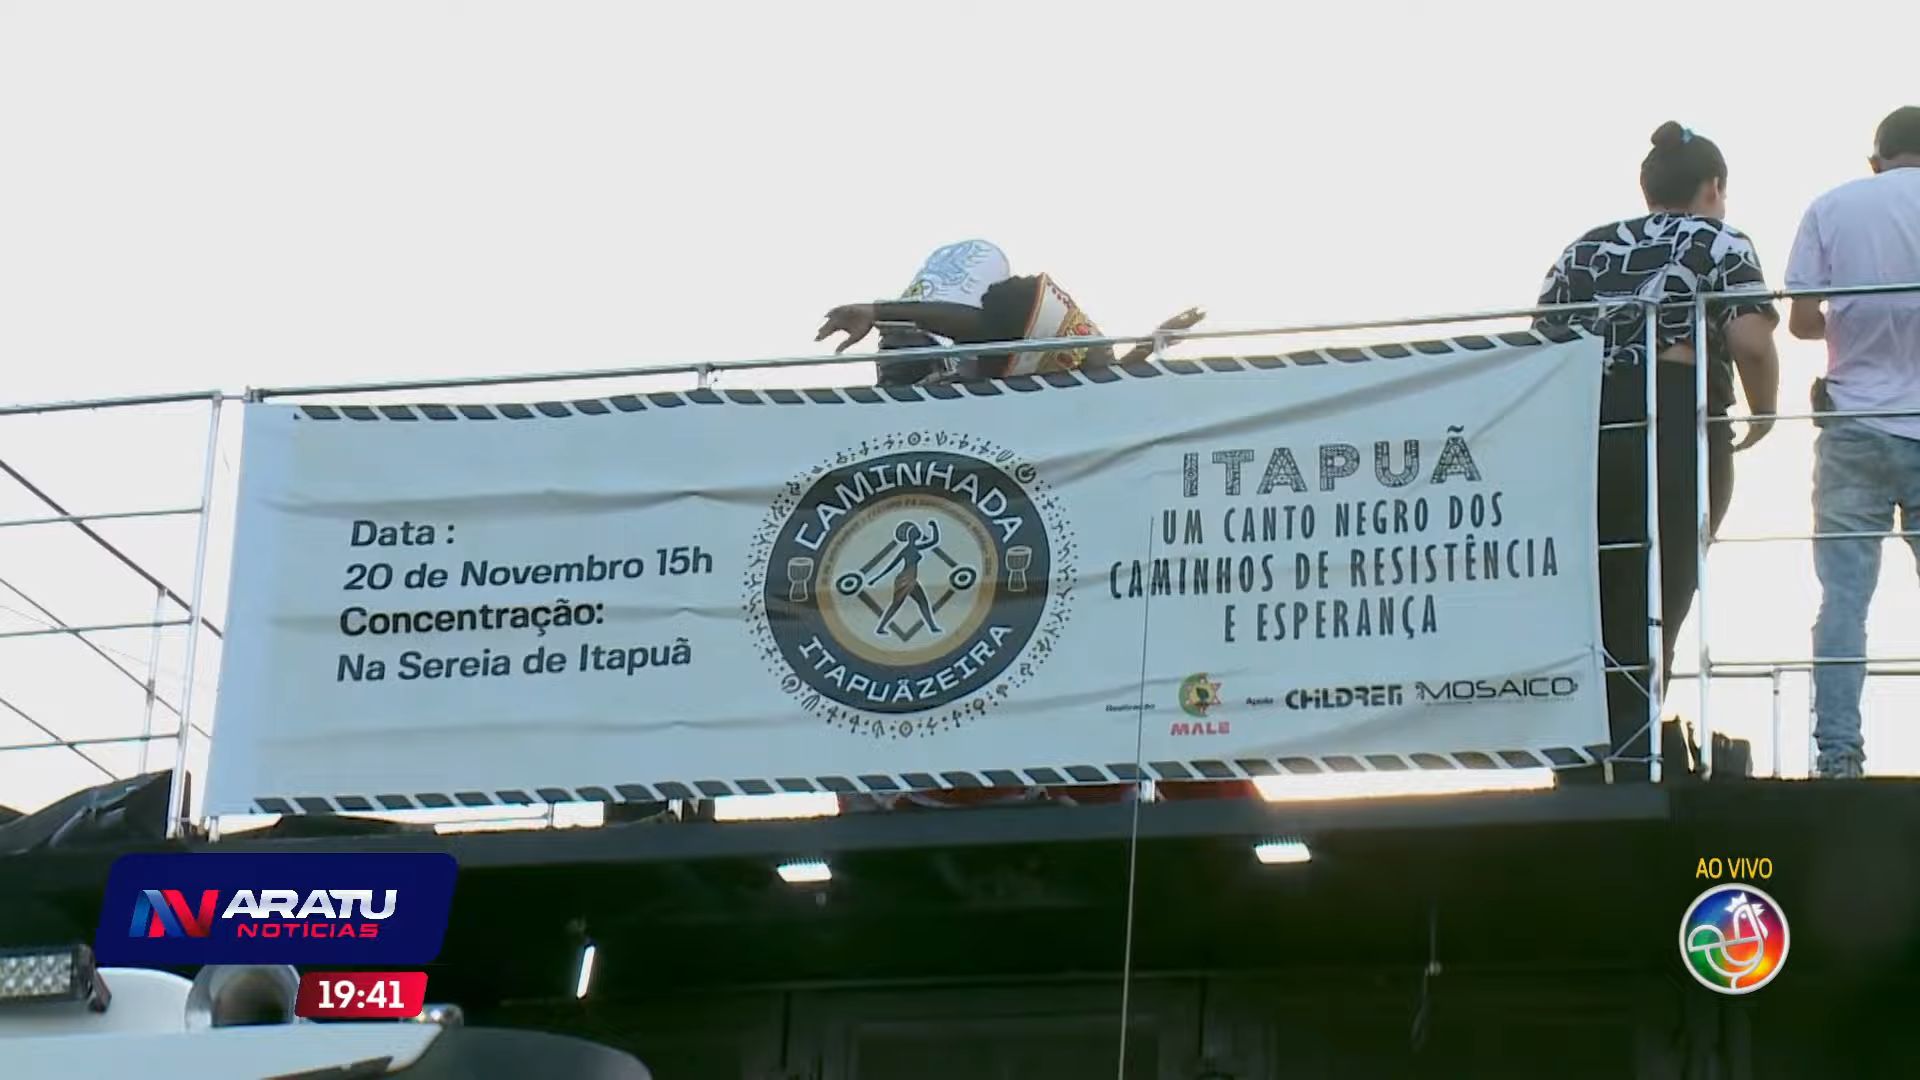 Data :
20 de Novembro 15h
Concentração:
Na Sereia de Itapuã
CAMINHADA
ITAPUÃZEIRA
ITAPUÃ
UM CANTO NEGRO DOS
CAMINHOS DE RESISTÊNCIA
E ESPERANÇA
Realização
MALE
Apoio
CHILDREN
MOSAICO
AO VIVO
ARATU
NOTÍCIAS
19:41